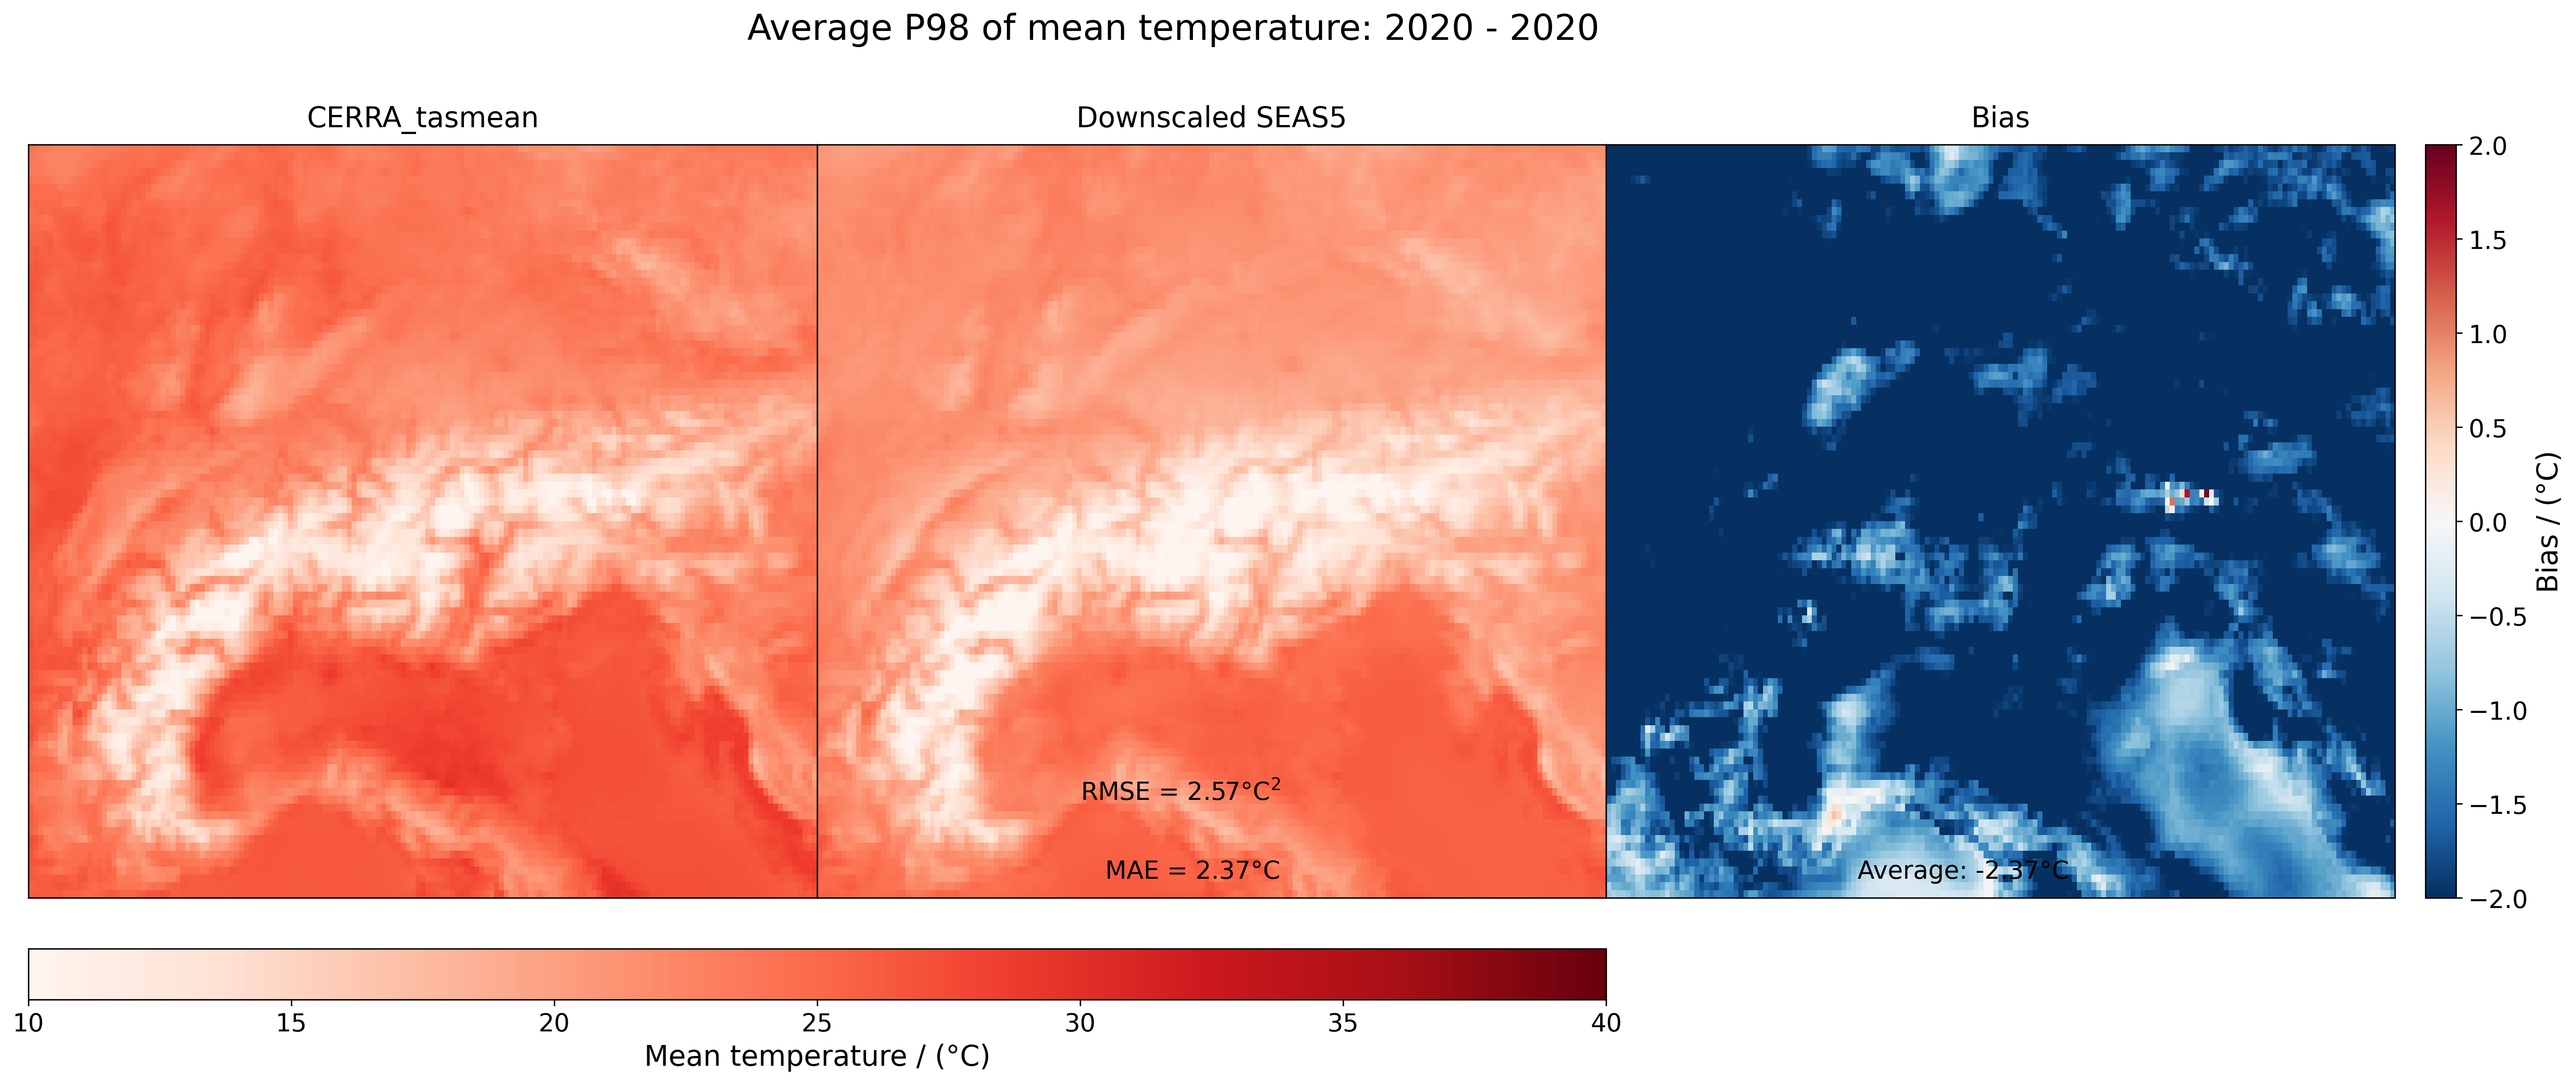 Average P98 of mean temperature: 2020 - 2020
CERRA_tasmean
Downscaled SEAS5
Bias
RMSE = 2.57°C²
MAE = 2.37°C
Average: -2.37°C
2.0
1.5
1.0
0.5
0.0
−0.5
−1.0
−1.5
−2.0
Bias / (°C)
10 15 20 25 30 35 40
Mean temperature / (°C)